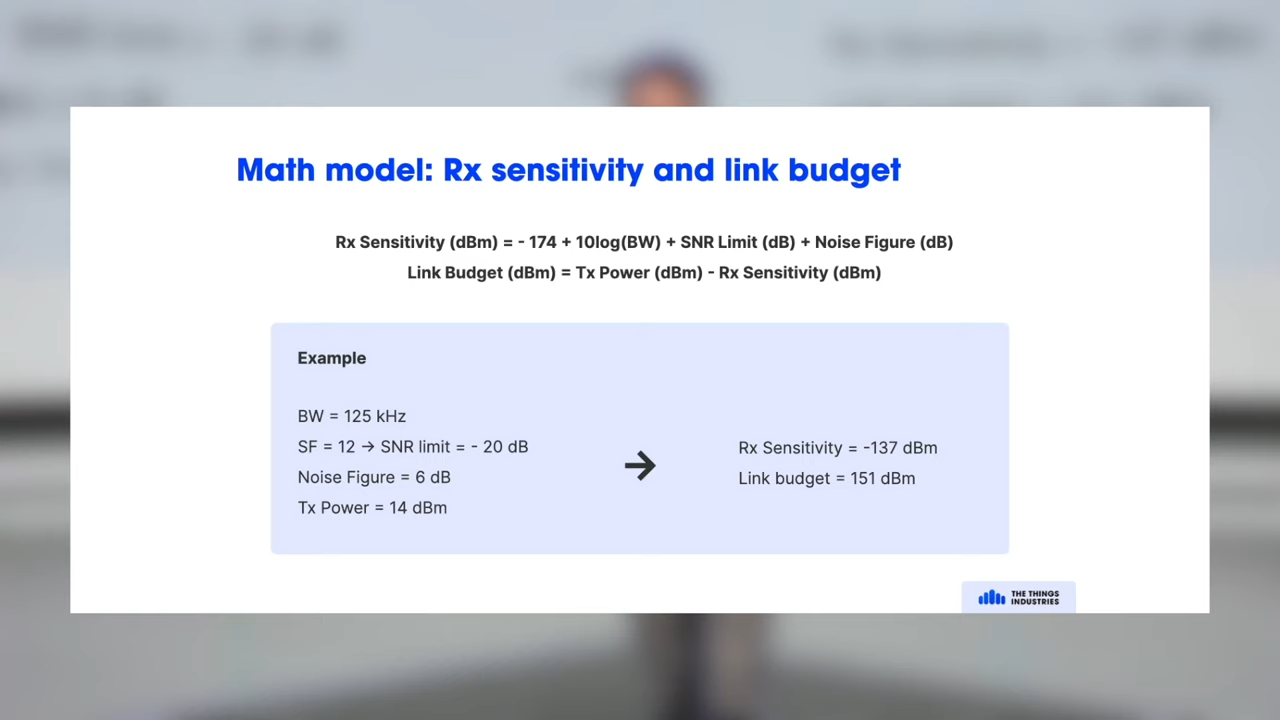 Math model: Rx sensitivity and link budget
Rx Sensitivity (dBm) = - 174 + 10log(BW) + SNR Limit (dB) + Noise Figure (dB)
Link Budget (dBm) = Tx Power (dBm) - Rx Sensitivity (dBm)
Example
BW = 125 kHz
SF = 12 → SNR limit = - 20 dB
Noise Figure = 6 dB
Tx Power = 14 dBm
Rx Sensitivity = -137 dBm
Link budget = 151 dBm
THE THINGS
INDUSTRIES